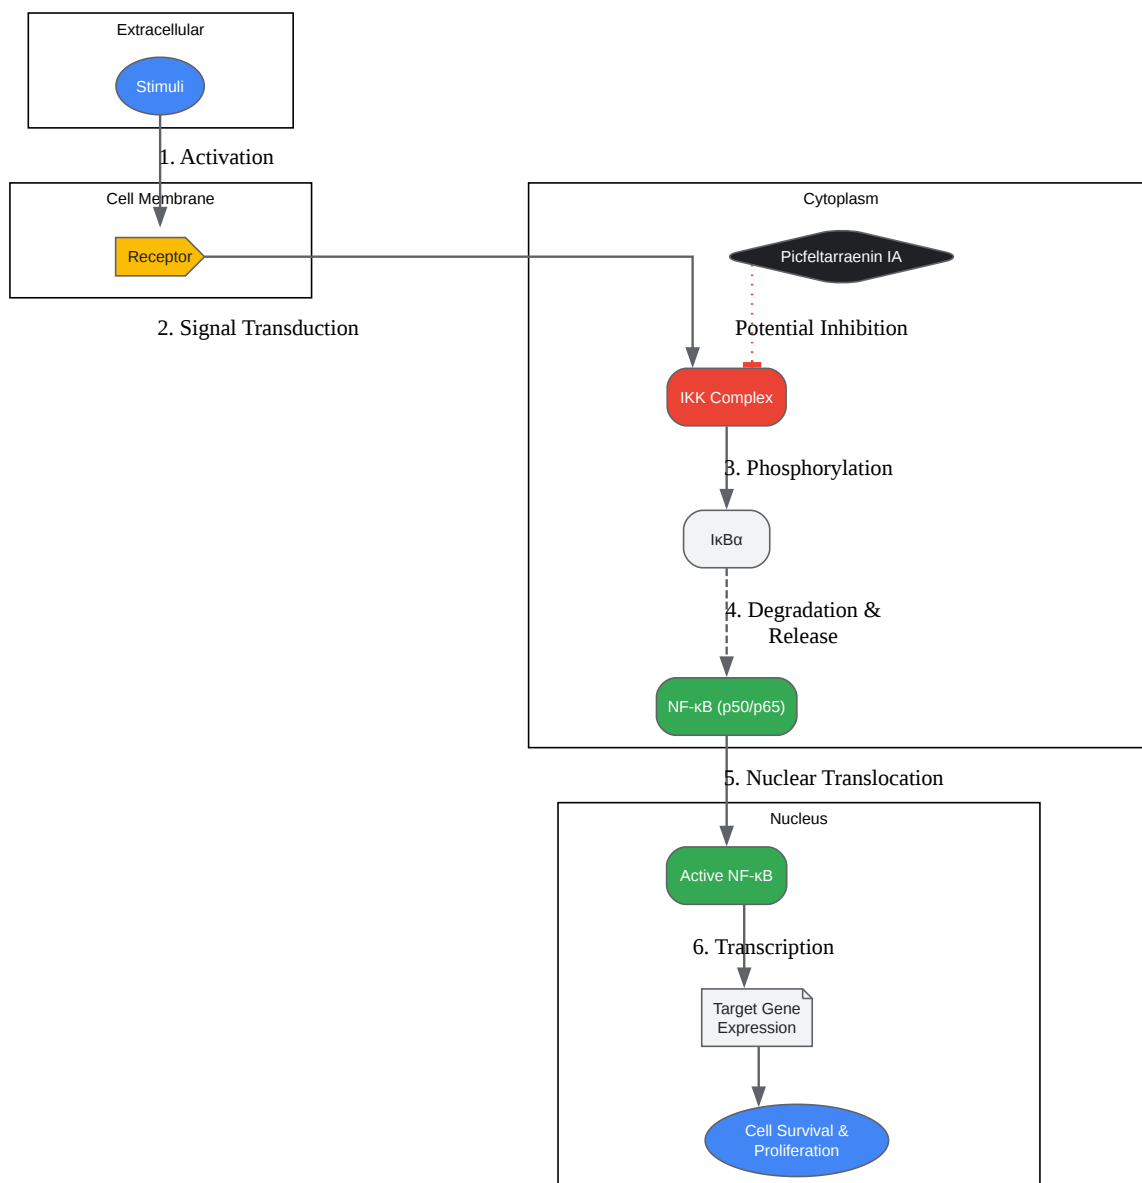 Extracellular
Stimuli
1. Activation
Cell Membrane
Receptor
2. Signal Transduction
Cytoplasm
Picfeltarraenin IA
Potential Inhibition
IKK Complex
3. Phosphorylation
IκBα
4. Degradation &
Release
NF-κB (p50/p65)
5. Nuclear Translocation
Nucleus
Active NF-κB
6. Transcription
Target Gene
Expression
Cell Survival &
Proliferation